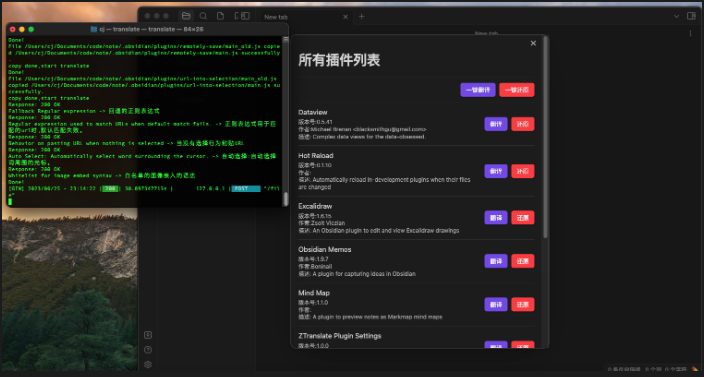 New tab
New tab
cj — translate — translate — 84×26
Done!
File /Users/cj/Documents/code/note/.obsidian/plugins/remotely-save/main_old.js copie
d /Users/cj/Documents/code/note/.obsidian/plugins/remotely-save/main.js successfully
.
copy done,start translate
Done!
File /Users/cj/Documents/code/note/.obsidian/plugins/url-into-selection/main_old.js
copied /Users/cj/Documents/code/note/.obsidian/plugins/url-into-selection/main.js su
ccessfully.
copy done,start translate
Response: 200 OK
Fallback Regular expression -> 回退的正则表达式
Response: 200 OK
Regular expression used to match URLs when default match fails. -> 正则表达式用于匹
配的url时,默认匹配失败。
Response: 200 OK
Behavior on pasting URL when nothing is selected -> 当没有选择行为粘贴URL
Response: 200 OK
Auto Select: Automatically select word surrounding the cursor. -> 自动选择:自动选择
词周围的光标。
Response: 200 OK
Whitelist for image embed syntax -> 白名单的图像嵌入的语法
Done!
[GIN] 2023/06/25 - 23:14:22 | 200 | 127.0.0.1 | POST
所有插件列表
一键翻译 一键还原
Dataview
版本号:0.5.41
作者:Michael Brenan <blacksmithgu@gmail.com>
描述: Complex data views for the data-obsessed.
翻译 还原
Hot Reload
版本号:0.1.10
作者:
描述: Automatically reload in-development plugins when their files
are changed
翻译 还原
Excalidraw
版本号:1.8.15
作者:Zsolt Viczian
描述: An Obsidian plugin to edit and view Excalidraw drawings
翻译 还原
Obsidian Memos
版本号:1.9.7
作者:Boninall
描述: A plugin for capturing ideas in Obsidian
翻译 还原
Mind Map
版本号:1.1.0
作者:
描述: A plugin to preview notes as Markmap mind maps
翻译 还原
ZTranslate Plugin Settings
版本号:1.0.0
翻译 还原